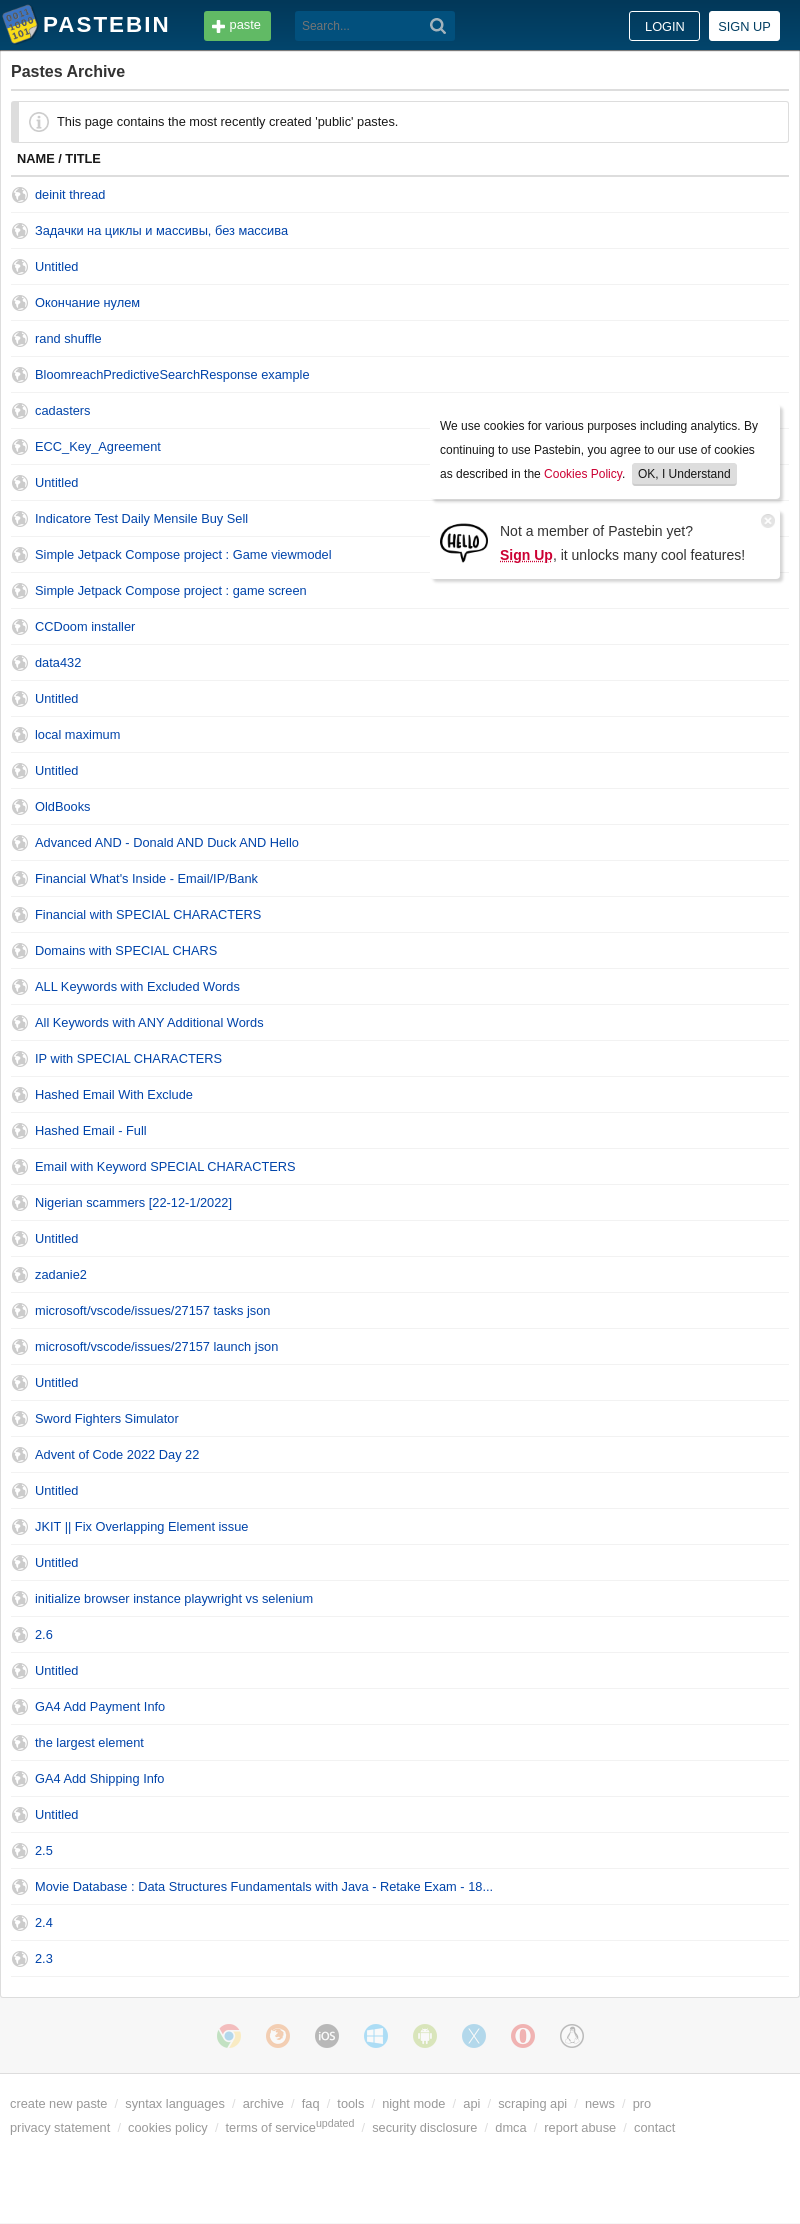 PASTEBIN paste Search... LOGIN SIGN UP
Pastes Archive
This page contains the most recently created 'public' pastes.
NAME / TITLE
deinit thread
Задачки на циклы и массивы, без массива
Untitled
Окончание нулем
rand shuffle
BloomreachPredictiveSearchResponse example
cadasters
ECC_Key_Agreement
Untitled
Indicatore Test Daily Mensile Buy Sell
Simple Jetpack Compose project : Game viewmodel
Simple Jetpack Compose project : game screen
We use cookies for various purposes including analytics. By
continuing to use Pastebin, you agree to our use of cookies
as described in the Cookies Policy. OK, I Understand
HELLO
Not a member of Pastebin yet?
Sign Up, it unlocks many cool features!
CCDoom installer
data432
Untitled
local maximum
Untitled
OldBooks
Advanced AND - Donald AND Duck AND Hello
Financial What's Inside - Email/IP/Bank
Financial with SPECIAL CHARACTERS
Domains with SPECIAL CHARS
ALL Keywords with Excluded Words
All Keywords with ANY Additional Words
IP with SPECIAL CHARACTERS
Hashed Email With Exclude
Hashed Email - Full
Email with Keyword SPECIAL CHARACTERS
Nigerian scammers [22-12-1/2022]
Untitled
zadanie2
microsoft/vscode/issues/27157 tasks json
microsoft/vscode/issues/27157 launch json
Untitled
Sword Fighters Simulator
Advent of Code 2022 Day 22
Untitled
JKIT || Fix Overlapping Element issue
Untitled
initialize browser instance playwright vs selenium
2.6
Untitled
GA4 Add Payment Info
the largest element
GA4 Add Shipping Info
Untitled
2.5
Movie Database : Data Structures Fundamentals with Java - Retake Exam - 18...
2.4
2.3
iOS
create new paste / syntax languages / archive / faq / tools / night mode / api / scraping api / news / pro
privacy statement / cookies policy / terms of serviceupdated / security disclosure / dmca / report abuse / contact